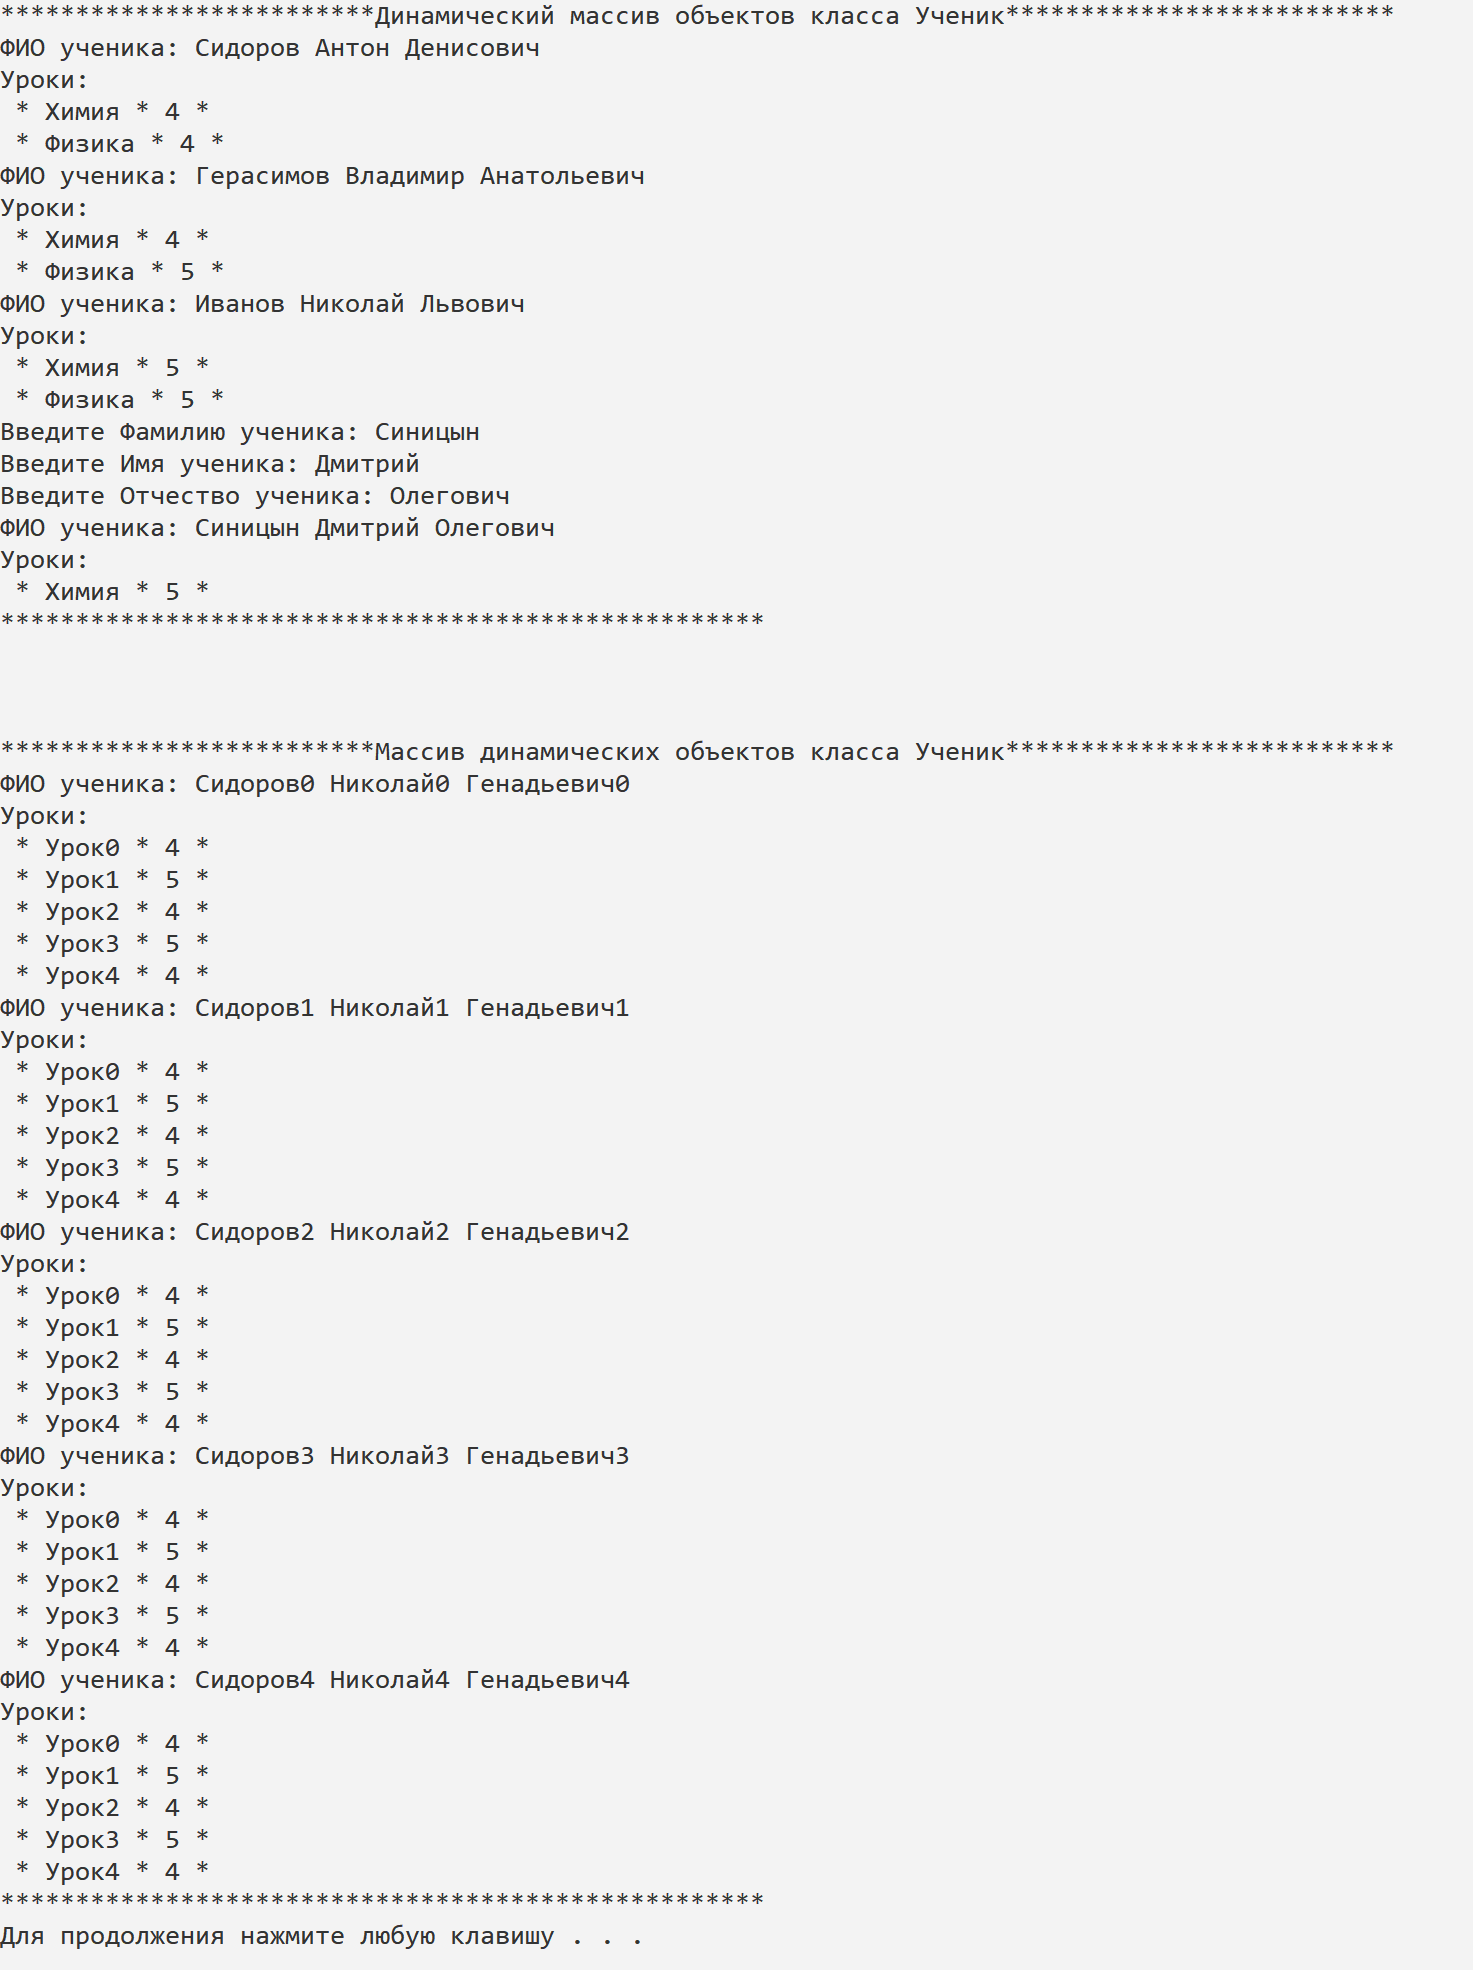 *************************Динамический массив объектов класса Ученик**************************
ФИО ученика: Сидоров Антон Денисович
Уроки:
 * Химия * 4 *
 * Физика * 4 *
ФИО ученика: Герасимов Владимир Анатольевич
Уроки:
 * Химия * 4 *
 * Физика * 5 *
ФИО ученика: Иванов Николай Львович
Уроки:
 * Химия * 5 *
 * Физика * 5 *
Введите Фамилию ученика: Синицын
Введите Имя ученика: Дмитрий
Введите Отчество ученика: Олегович
ФИО ученика: Синицын Дмитрий Олегович
Уроки:
 * Химия * 5 *
***************************************************
*************************Массив динамических объектов класса Ученик**************************
ФИО ученика: Сидоров0 Николай0 Генадьевич0
Уроки:
 * Урок0 * 4 *
 * Урок1 * 5 *
 * Урок2 * 4 *
 * Урок3 * 5 *
 * Урок4 * 4 *
ФИО ученика: Сидоров1 Николай1 Генадьевич1
Уроки:
 * Урок0 * 4 *
 * Урок1 * 5 *
 * Урок2 * 4 *
 * Урок3 * 5 *
 * Урок4 * 4 *
ФИО ученика: Сидоров2 Николай2 Генадьевич2
Уроки:
 * Урок0 * 4 *
 * Урок1 * 5 *
 * Урок2 * 4 *
 * Урок3 * 5 *
 * Урок4 * 4 *
ФИО ученика: Сидоров3 Николай3 Генадьевич3
Уроки:
 * Урок0 * 4 *
 * Урок1 * 5 *
 * Урок2 * 4 *
 * Урок3 * 5 *
 * Урок4 * 4 *
ФИО ученика: Сидоров4 Николай4 Генадьевич4
Уроки:
 * Урок0 * 4 *
 * Урок1 * 5 *
 * Урок2 * 4 *
 * Урок3 * 5 *
 * Урок4 * 4 *
***************************************************
Для продолжения нажмите любую клавишу . . .